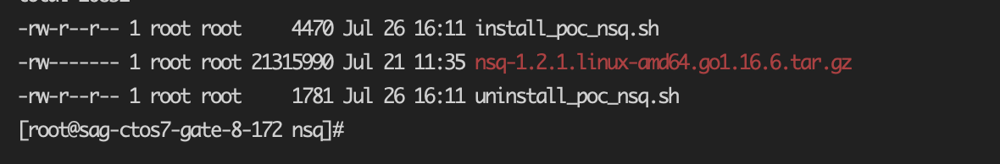 -rw-r--r-- 1 root root     4470 Jul 26 16:11 install_poc_nsq.sh
-rw------- 1 root root 21315990 Jul 21 11:35 nsq-1.2.1.linux-amd64.go1.16.6.tar.gz
-rw-r--r-- 1 root root     1781 Jul 26 16:11 uninstall_poc_nsq.sh
[root@sag-ctos7-gate-8-172 nsq]#